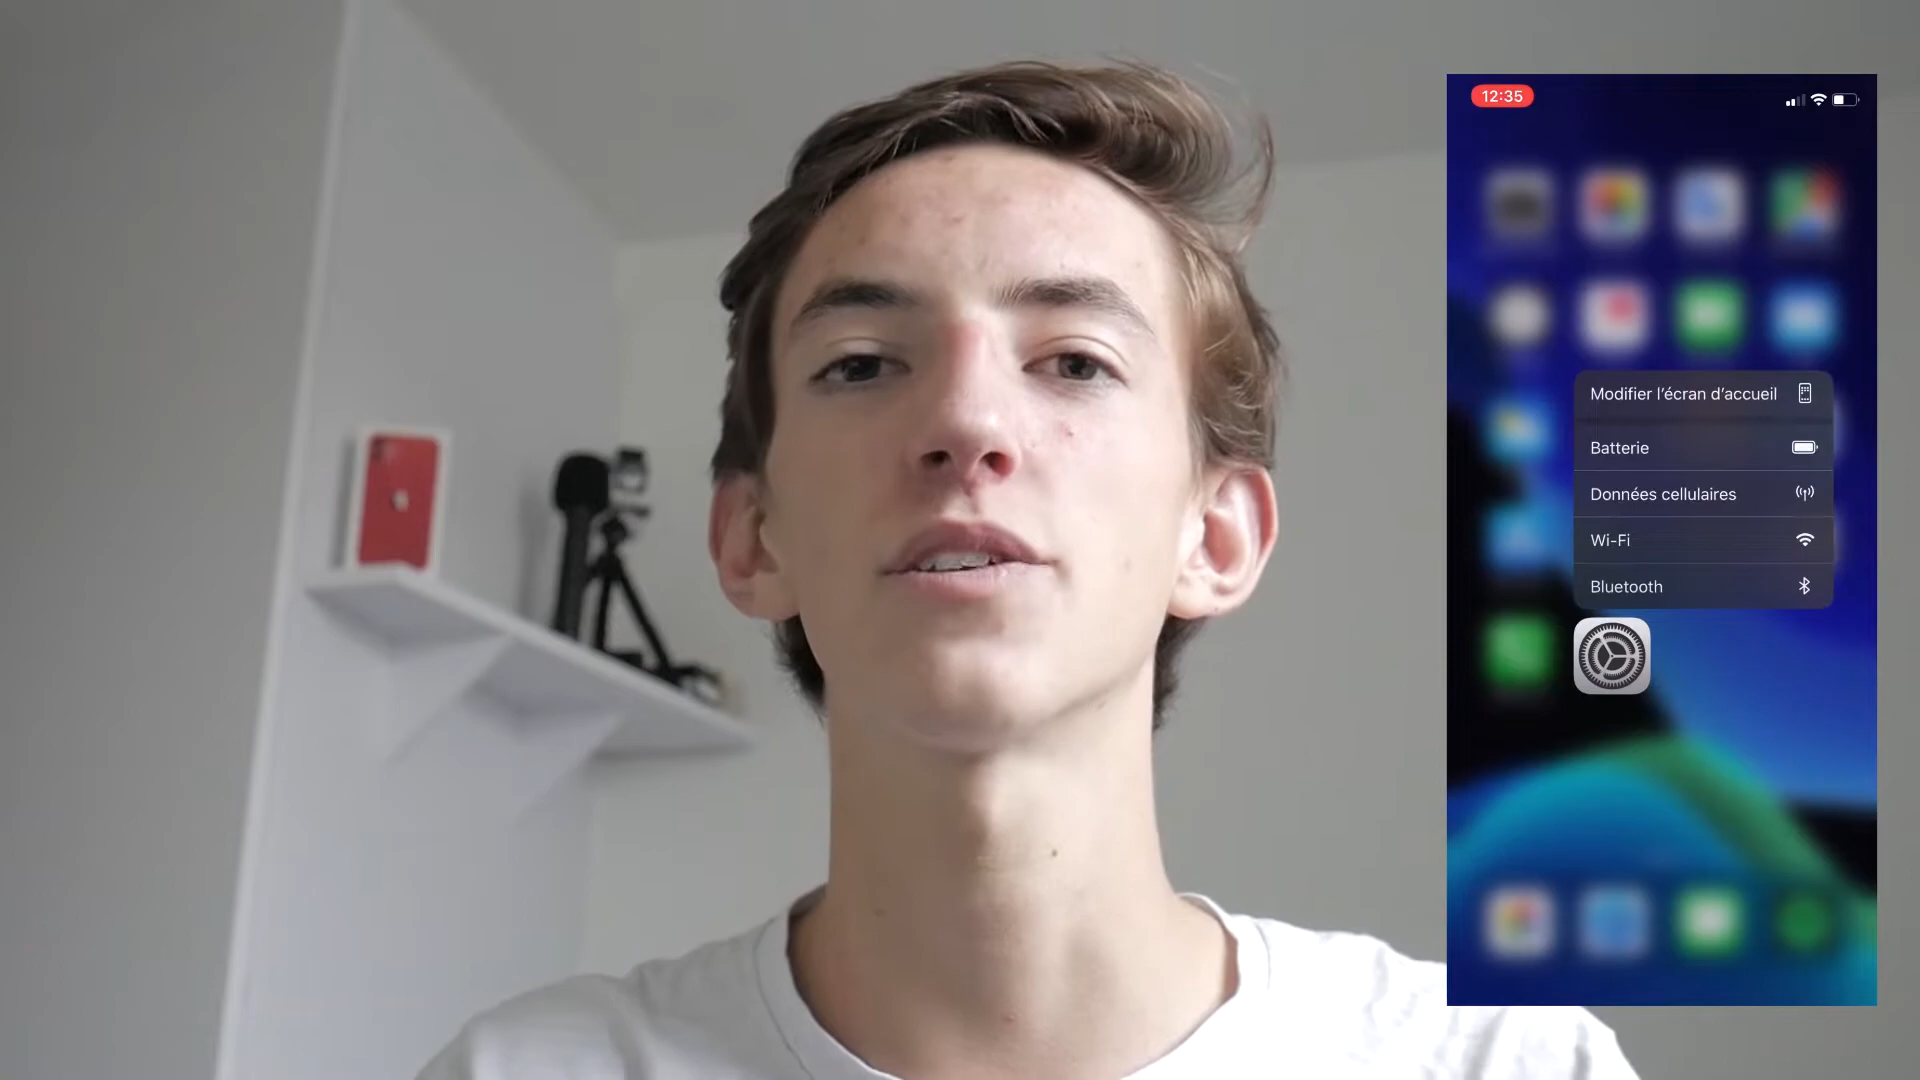 12:35
Modifier l’écran d’accueil
Batterie
Données cellulaires
Wi-Fi
Bluetooth